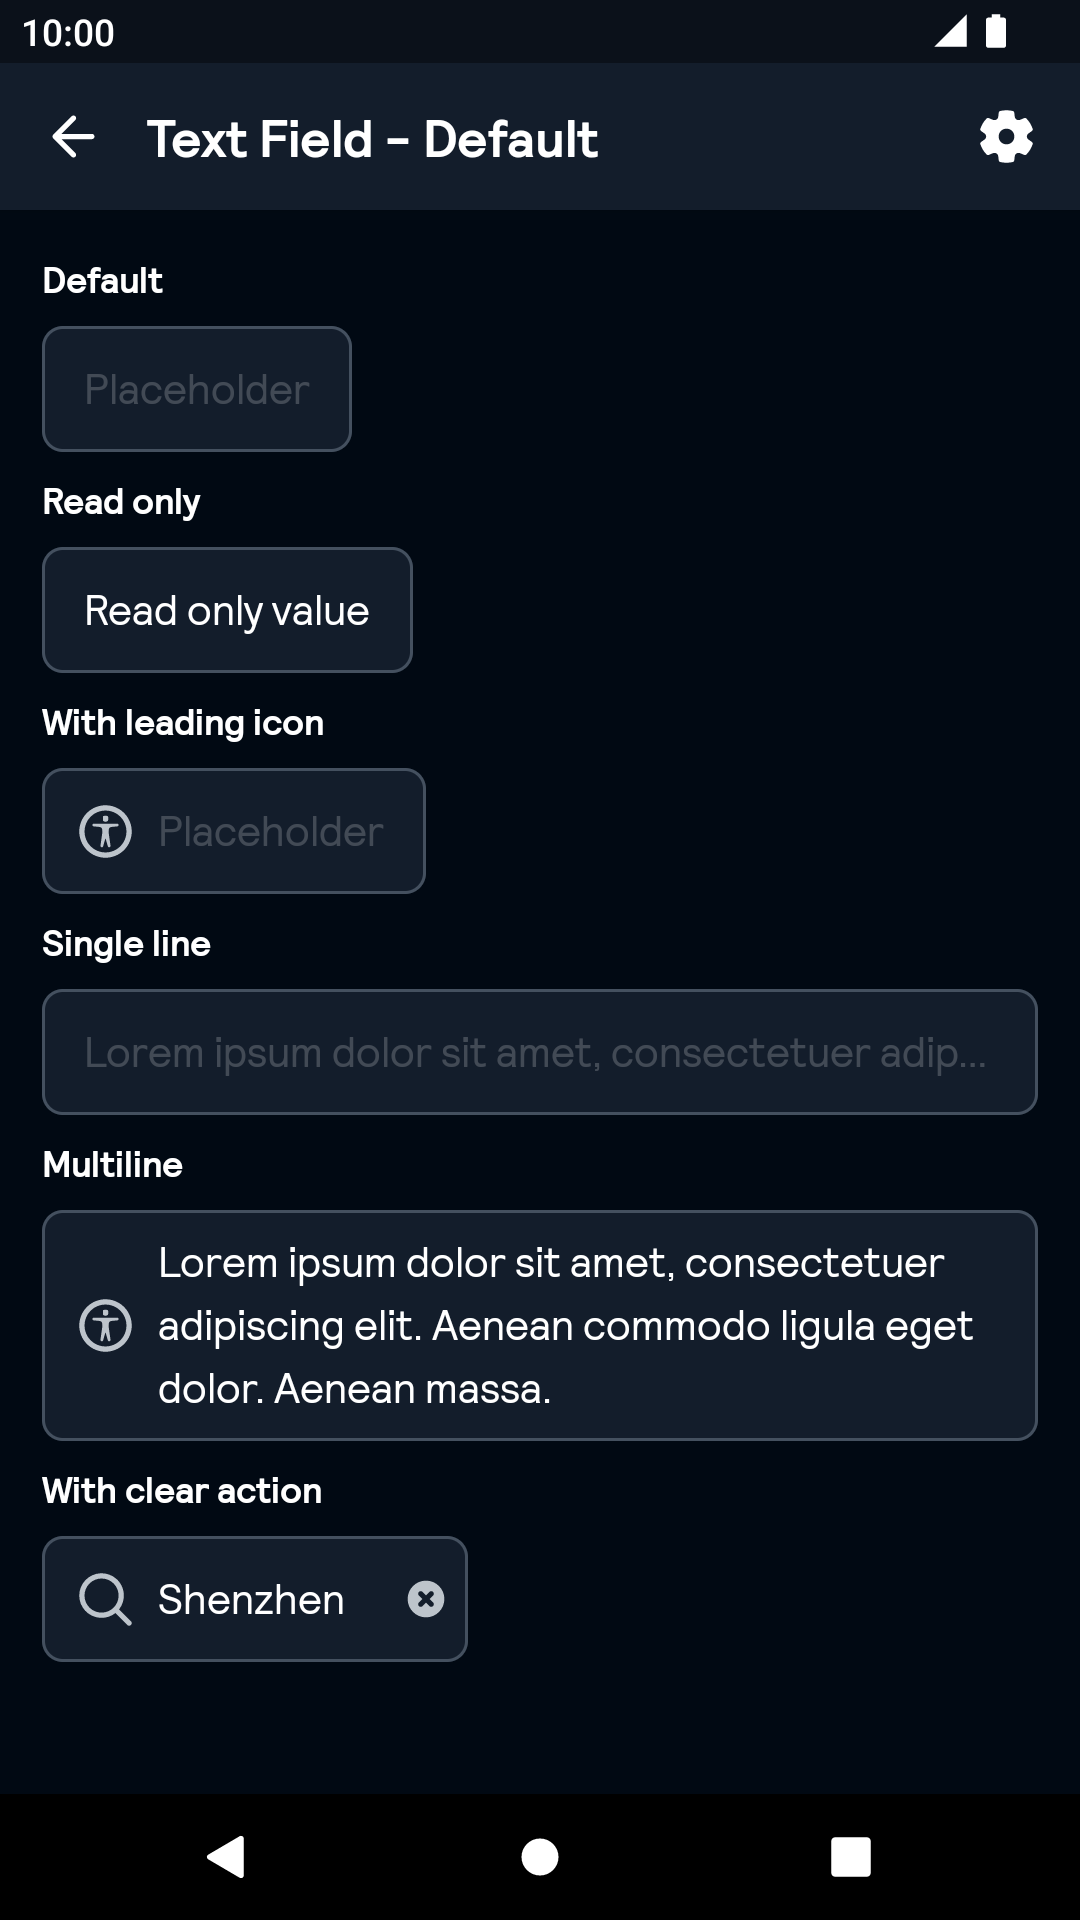 10:00
Text Field - Default
Default
Placeholder
Read only
Read only value
With leading icon
Placeholder
Single line
Lorem ipsum dolor sit amet, consectetuer adip...
Multiline
Lorem ipsum dolor sit amet, consectetuer
adipiscing elit. Aenean commodo ligula eget
dolor. Aenean massa.
With clear action
Shenzhen